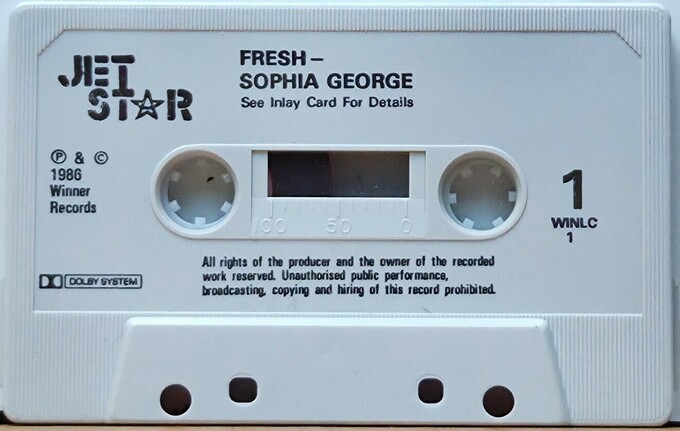 JET
STAR
FRESH –
SOPHIA GEORGE
See Inlay Card For Details
Ⓟ & ©
1986
Winner
Records
100 50 0
1
WINLC
1
All rights of the producer and the owner of the recorded
work reserved. Unauthorised public performance,
broadcasting, copying and hiring of this record prohibited.
DOLBY SYSTEM